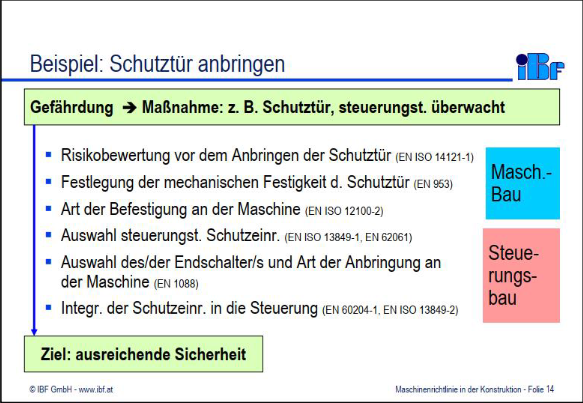 Beispiel: Schutztür anbringen
iBf
Gefährdung ➔ Maßnahme: z. B. Schutztür, steuerungst. überwacht
▪ Risikobewertung vor dem Anbringen der Schutztür (EN ISO 14121-1)
▪ Festlegung der mechanischen Festigkeit d. Schutztür (EN 953)
▪ Art der Befestigung an der Maschine (EN ISO 12100-2)
▪ Auswahl steuerungst. Schutzeinr. (EN ISO 13849-1, EN 62061)
▪ Auswahl des/der Endschalter/s und Art der Anbringung an
der Maschine (EN 1088)
▪ Integr. der Schutzeinr. in die Steuerung (EN 60204-1, EN ISO 13849-2)
Masch.-
Bau
Steue-
rungs-
bau
Ziel: ausreichende Sicherheit
© IBF GmbH - www.ibf.at
Maschinenrichtlinie in der Konstruktion - Folie 14